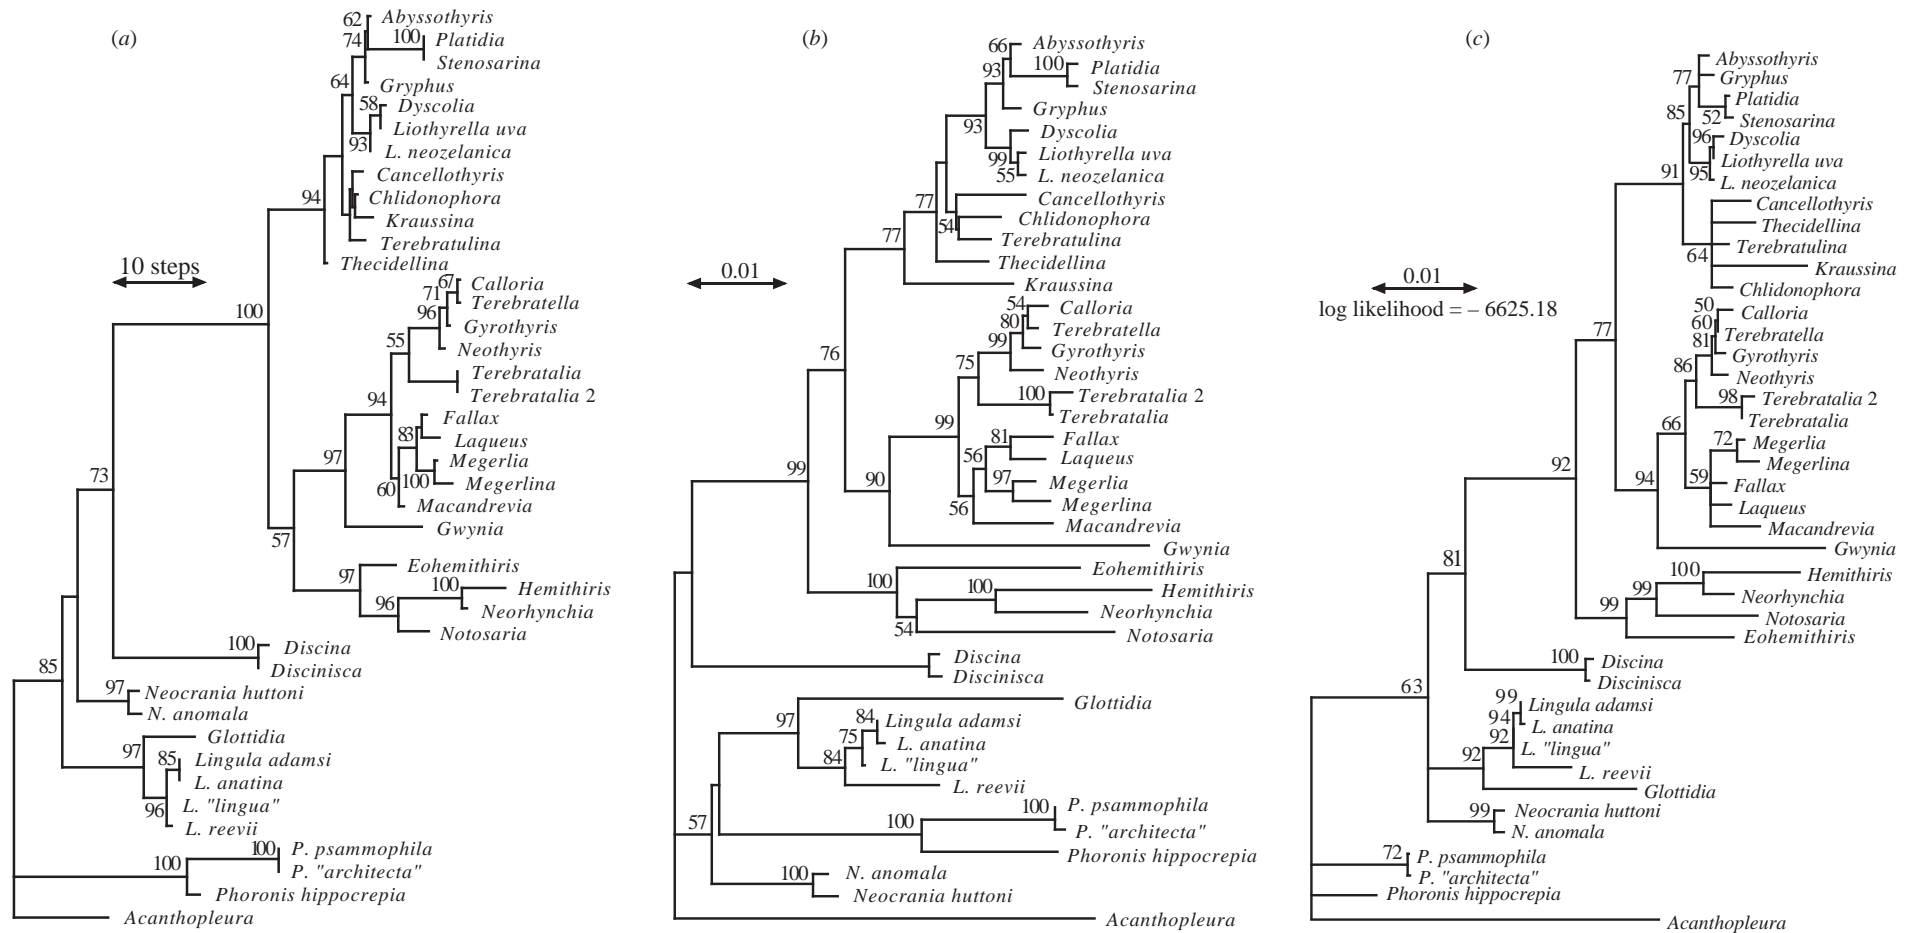 (a)
62
Abyssothyris
74
100
Platidia
Stenosarina
64
Gryphus
58
Dyscolia
Liothyrella uva
93
L. neozelanica
Cancellothyris
94
Chlidonophora
Kraussina
Terebratulina
Thecidellina
10 steps
67
Calloria
71
Terebratella
96
Gyrothyris
100
55
Neothyris
Terebratalia
Terebratalia 2
94
Fallax
83
Laqueus
97
Megerlia
73
60
100
Megerlina
Macandrevia
Gwynia
57
Eohemithiris
97
100
Hemithiris
96
Neorhynchia
Notosaria
100
Discina
Discinisca
85
97
Neocrania huttoni
N. anomala
Glottidia
97
85
Lingula adamsi
L. anatina
96
L. "lingua"
L. reevii
100
P. psammophila
100
P. "architecta"
Phoronis hippocrepia
Acanthopleura
(b)
66
Abyssothyris
93
100
Platidia
Stenosarina
Gryphus
93
Dyscolia
99
Liothyrella uva
55
L. neozelanica
77
Cancellothyris
54
Chlidonophora
77
Terebratulina
Thecidellina
0.01
Kraussina
54
Calloria
80
Terebratella
99
Gyrothyris
76
75
Neothyris
100
Terebratalia 2
Terebratalia
99
81
Fallax
56
Laqueus
99
90
97
Megerlia
56
Megerlina
Macandrevia
Gwynia
100
Eohemithiris
100
Hemithiris
Neorhynchia
54
Notosaria
Discina
Discinisca
Glottidia
97
84
Lingula adamsi
75
L. anatina
84
L. "lingua"
L. reevii
57
100
100
P. psammophila
P. "architecta"
Phoronis hippocrepia
100
N. anomala
Neocrania huttoni
Acanthopleura
(c)
Abyssothyris
77
Gryphus
Platidia
85
52
Stenosarina
96
Dyscolia
Liothyrella uva
91
95
L. neozelanica
Cancellothyris
Thecidellina
Terebratulina
64
Kraussina
Chlidonophora
0.01
log likelihood = – 6625.18
50
Calloria
60
77
Terebratella
81
Gyrothyris
86
Neothyris
98
Terebratalia 2
Terebratalia
66
72
Megerlia
Megerlina
92
94
59
Fallax
Laqueus
Macandrevia
Gwynia
81
100
Hemithiris
99
Neorhynchia
99
Notosaria
Eohemithiris
100
Discina
Discinisca
63
99
Lingula adamsi
94
L. anatina
92
L. "lingua"
92
L. reevii
Glottidia
99
Neocrania huttoni
N. anomala
72
P. psammophila
P. "architecta"
Phoronis hippocrepia
Acanthopleura